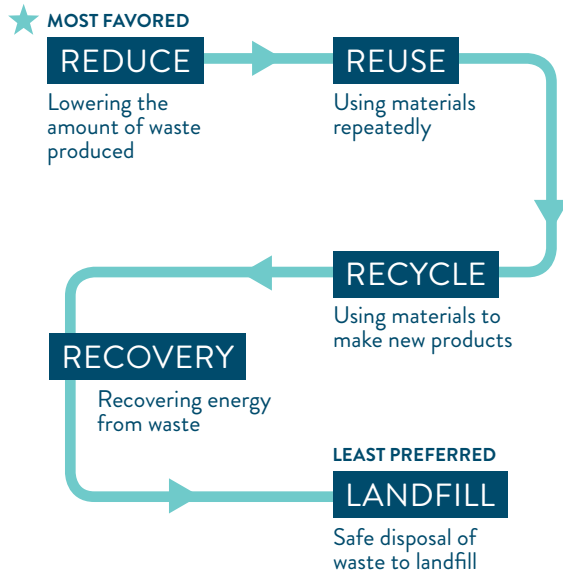 MOST FAVORED
REDUCE
Lowering the
amount of waste
produced
REUSE
Using materials
repeatedly
RECYCLE
Using materials to
make new products
RECOVERY
Recovering energy
from waste
LEAST PREFERRED
LANDFILL
Safe disposal of
waste to landfill